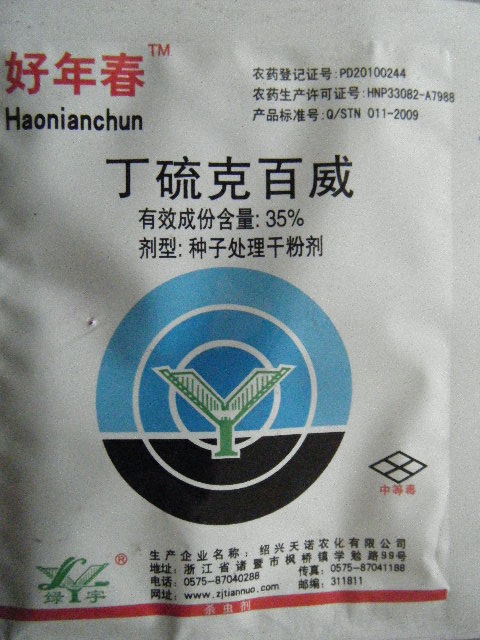 好年春™
Haonianchun
农药登记证号:PD20100244
农药生产许可证号:HNP33082-A7988
产品标准号:Q/STN 011-2009
丁硫克百威
有效成份含量:35%
剂型:种子处理干粉剂
中等毒
绿宇®
生产企业名称:绍兴天诺农化有限公司
地址:浙江省诸暨市枫桥镇学勉路99号
电话:0575-87040288 传真:0575-87041188
网址:www.zjtiannuo.com 邮编:311811
杀虫剂